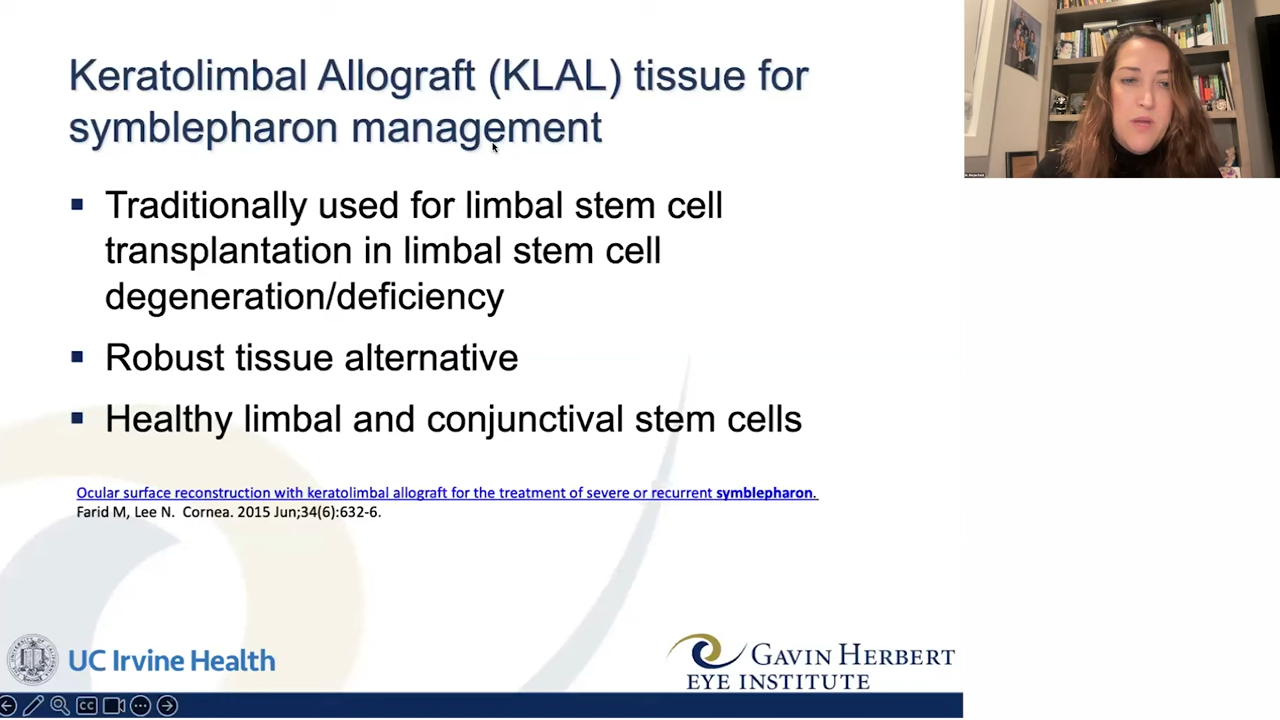 Keratolimbal Allograft (KLAL) tissue for
symblepharon management
Traditionally used for limbal stem cell
transplantation in limbal stem cell
degeneration/deficiency
Robust tissue alternative
Healthy limbal and conjunctival stem cells
Ocular surface reconstruction with keratolimbal allograft for the treatment of severe or recurrent symblepharon.
Farid M, Lee N. Cornea. 2015 Jun;34(6):632-6.
UC Irvine Health
GAVIN HERBERT
EYE INSTITUTE
CC